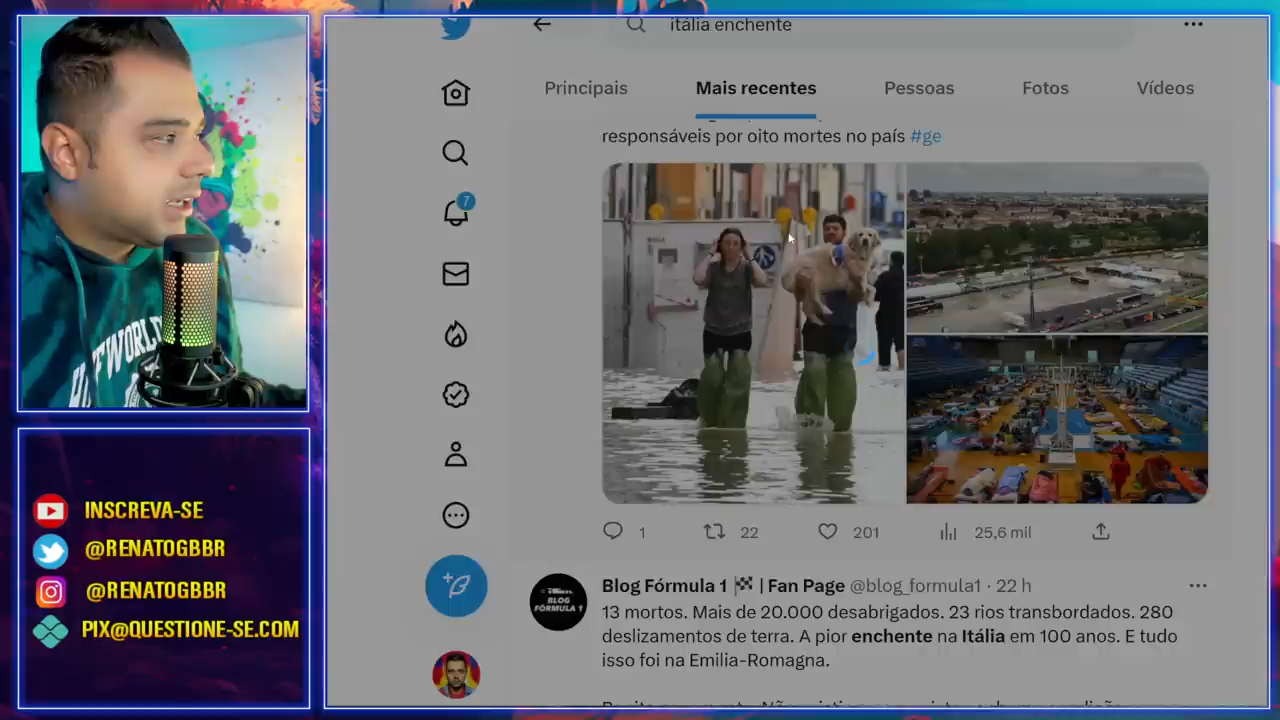 itália enchente
Principais
Mais recentes
Pessoas
Fotos
Vídeos
responsáveis por oito mortes no país #ge
7
1
22
201
25,6 mil
Blog Fórmula 1 🏁 | Fan Page @blog_formula1 · 22 h
13 mortos. Mais de 20.000 desabrigados. 23 rios transbordados. 280
deslizamentos de terra. A pior enchente na Itália em 100 anos. E tudo
isso foi na Emilia-Romagna.
BLOG
FÓRMULA 1
INSCREVA-SE
@RENATOGBBR
@RENATOGBBR
PIX@QUESTIONE-SE.COM